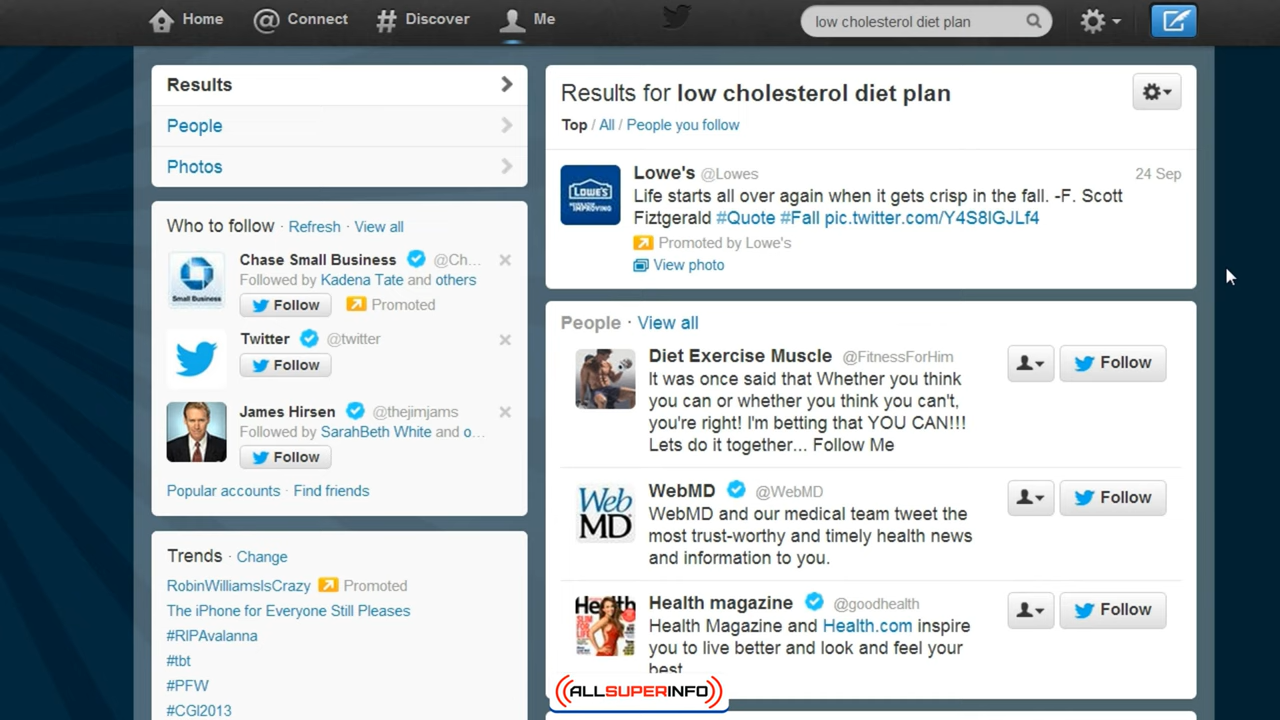 Home
Connect
Discover
Me
low cholesterol diet plan
Results
People
Photos
Who to follow · Refresh · View all
Chase Small Business @Ch...
Followed by Kadena Tate and others
Follow Promoted
Small Business
Twitter @twitter
Follow
James Hirsen @thejimjams
Followed by SarahBeth White and o...
Follow
Popular accounts · Find friends
Trends · Change
RobinWilliamsIsCrazy Promoted
The iPhone for Everyone Still Pleases
#RIPAvalanna
#tbt
#PFW
#CGI2013
Results for low cholesterol diet plan
Top / All / People you follow
LOWE'S
Lowe's @Lowes 24 Sep
Life starts all over again when it gets crisp in the fall. -F. Scott
Fiztgerald #Quote #Fall pic.twitter.com/Y4S8IGJLf4
Promoted by Lowe's
View photo
People · View all
Diet Exercise Muscle @FitnessForHim
It was once said that Whether you think
you can or whether you think you can't,
you're right! I'm betting that YOU CAN!!!
Lets do it together... Follow Me
Follow
Web
MD
WebMD @WebMD
WebMD and our medical team tweet the
most trust-worthy and timely health news
and information to you.
Follow
Health
Health magazine @goodhealth
Health Magazine and Health.com inspire
you to live better and look and feel your
best
Follow
ALLSUPERINFO